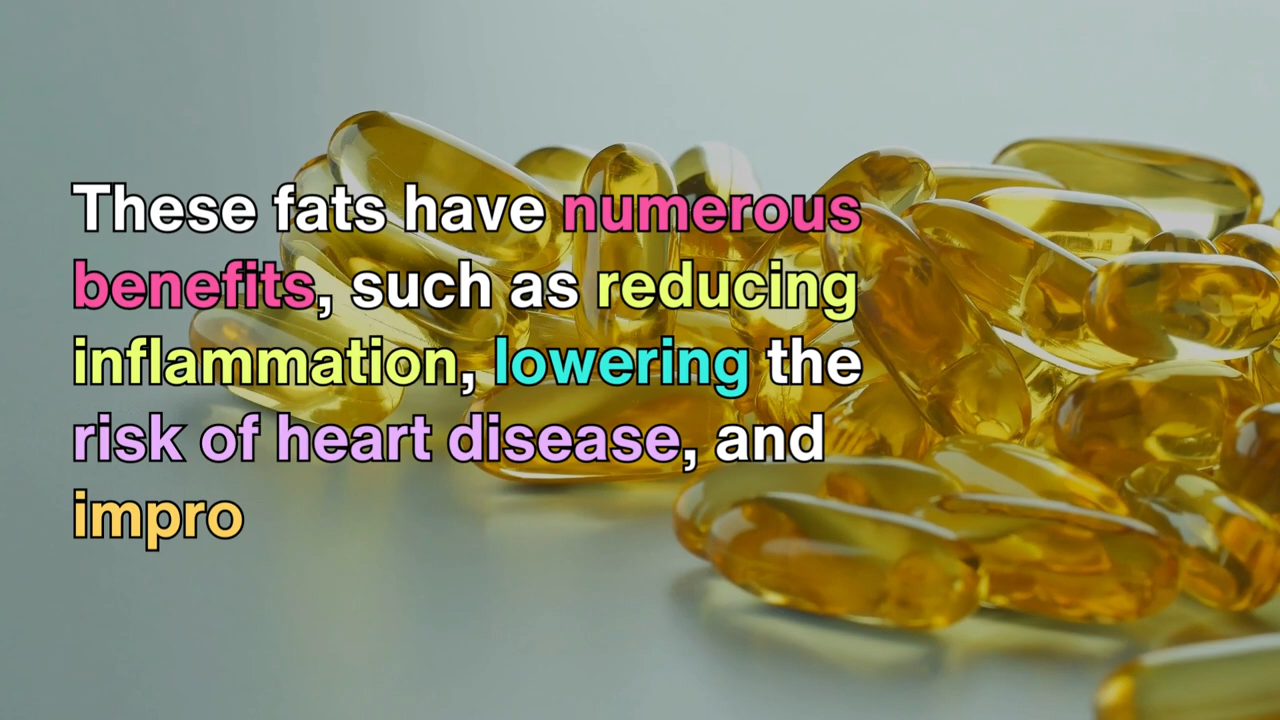 These fats have numerous
benefits, such as reducing
inflammation, lowering the
risk of heart disease, and
impro